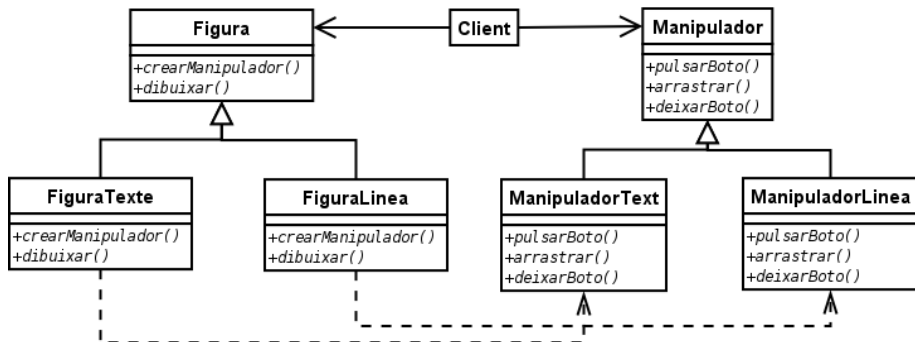 Figura
Client
Manipulador
+crearManipulador()
+dibuixar()
+pulsarBoto()
+arrastrar()
+deixarBoto()
FiguraTexte
+crearManipulador()
+dibuixar()
FiguraLinea
+crearManipulador()
+dibuixar()
ManipuladorText
+pulsarBoto()
+arrastrar()
+deixarBoto()
ManipuladorLinea
+pulsarBoto()
+arrastrar()
+deixarBoto()